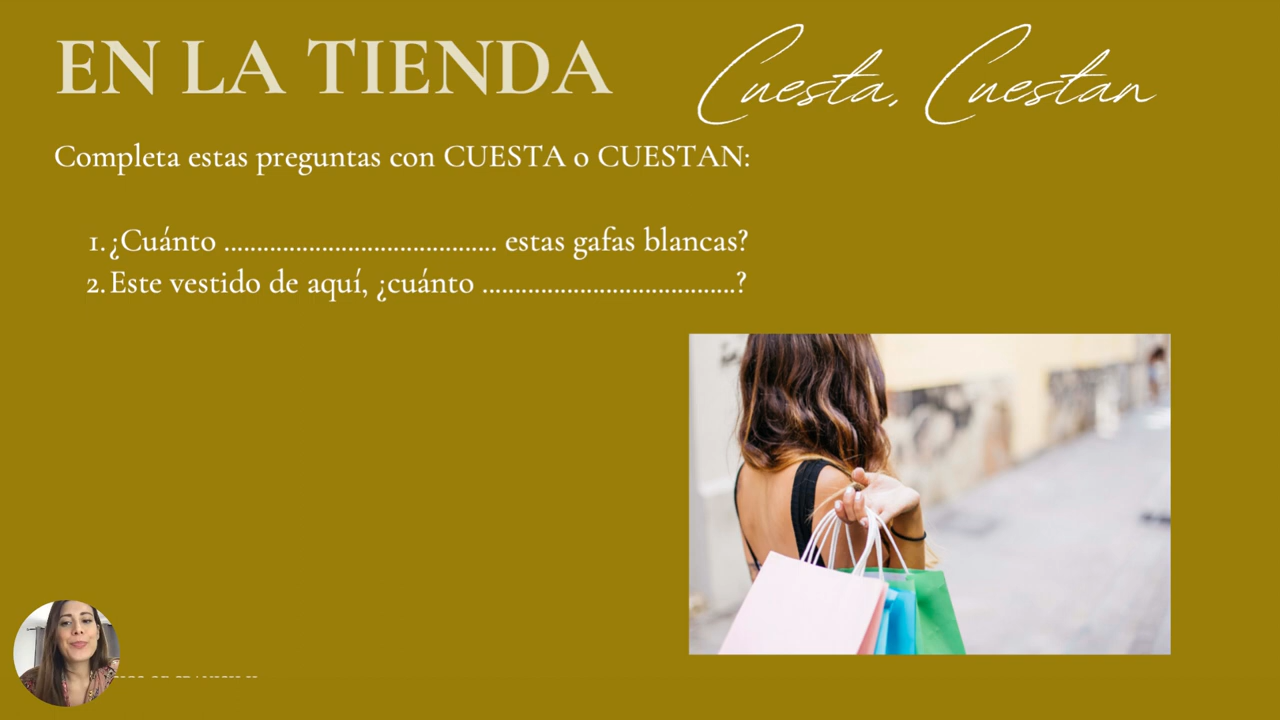 EN LA TIENDA
Cuesta, Cuestan
Completa estas preguntas con CUESTA o CUESTAN:
1. ¿Cuánto ......................................... estas gafas blancas?
2. Este vestido de aquí, ¿cuánto ......................................?